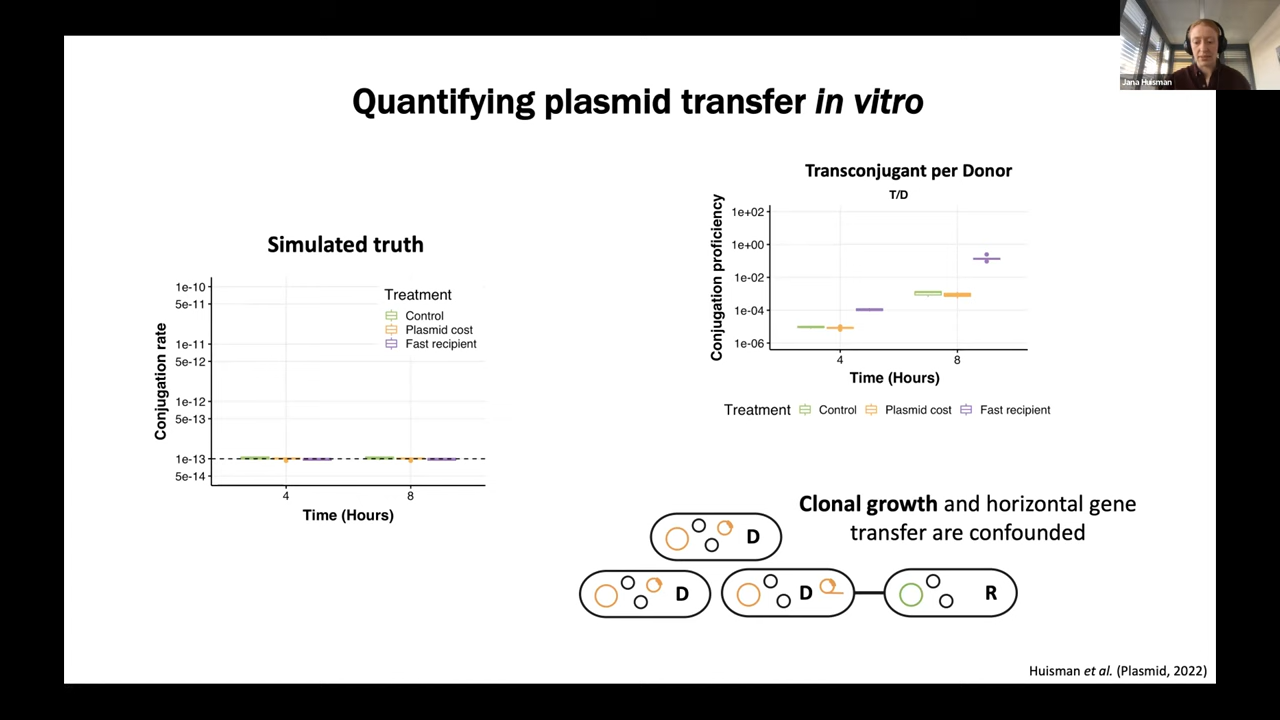 Jana Huisman
Quantifying plasmid transfer in vitro
Simulated truth
Conjugation rate
1e-10
5e-11
1e-11
5e-12
1e-12
5e-13
1e-13
5e-14
Treatment
Control
Plasmid cost
Fast recipient
4
8
Time (Hours)
Transconjugant per Donor
T/D
Conjugation proficiency
1e+02
1e+00
1e-02
1e-04
1e-06
4
8
Time (Hours)
Treatment Control Plasmid cost Fast recipient
Clonal growth and horizontal gene
transfer are confounded
D
D
D
R
Huisman et al. (Plasmid, 2022)